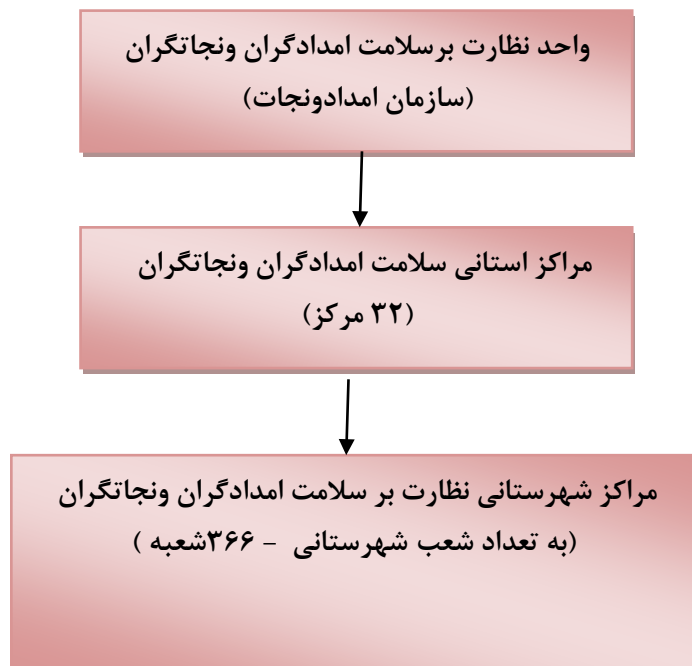 واحد نظارت برسلامت امدادگران ونجاتگران
(سازمان امدادونجات)
مراکز استانی سلامت امدادگران ونجاتگران
(۳۲ مرکز)
مراکز شهرستانی نظارت بر سلامت امدادگران ونجاتگران
(به تعداد شعب شهرستانی – ۳۶۶شعبه )